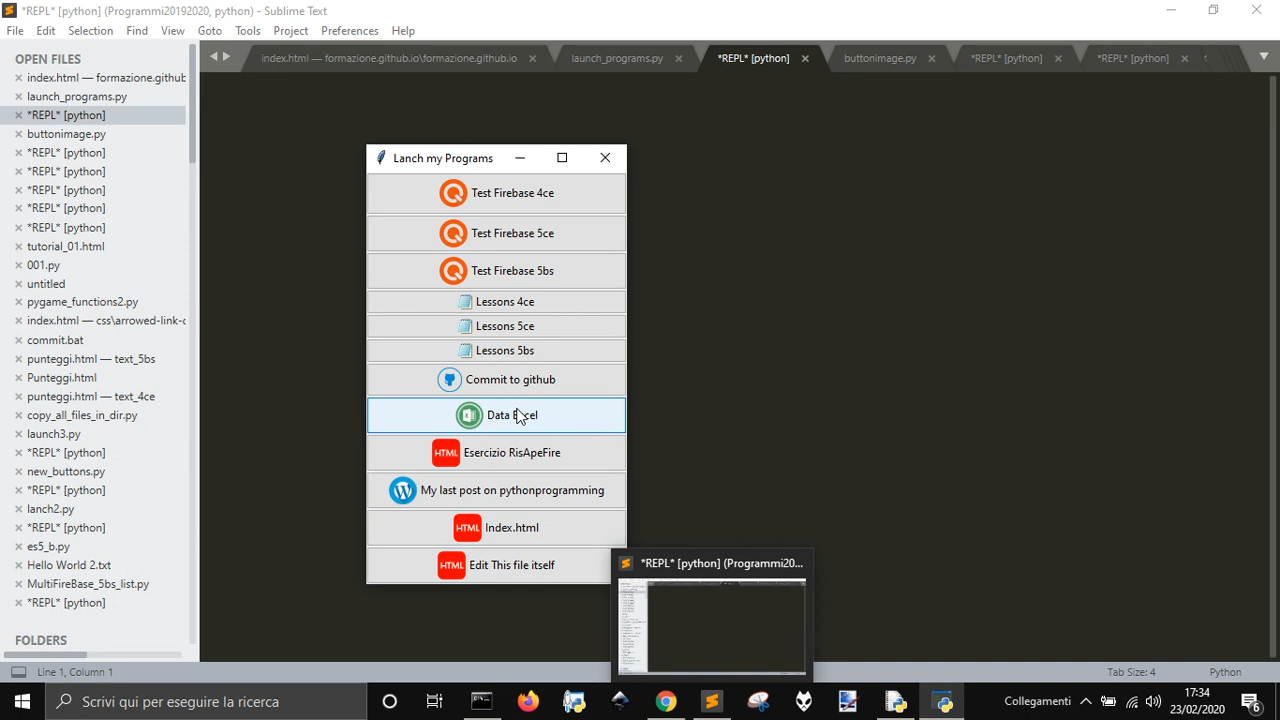 *REPL* [python] (Programmi20192020, python) - Sublime Text
File Edit Selection Find View Goto Tools Project Preferences Help
OPEN FILES
index.html — formazione.github
launch_programs.py
*REPL* [python]
buttonimage.py
*REPL* [python]
*REPL* [python]
*REPL* [python]
*REPL* [python]
*REPL* [python]
tutorial_01.html
001.py
untitled
pygame_functions2.py
index.html — css\arrowed-link-c
commit.bat
punteggi.html — text_5bs
Punteggi.html
punteggi.html — text_4ce
copy_all_files_in_dir.py
launch3.py
*REPL* [python]
new_buttons.py
*REPL* [python]
lanch2.py
*REPL* [python]
es5_b.py
Hello World 2.txt
MultiFireBase_5bs_list.py
*REPL* [python]
FOLDERS
index.html — formazione.github.io\formazione.github.io
launch_programs.py
*REPL* [python]
buttonimage.py
*REPL* [python]
*REPL* [python]
Lanch my Programs
Test Firebase 4ce
Test Firebase 5ce
Test Firebase 5bs
Lessons 4ce
Lessons 5ce
Lessons 5bs
Commit to github
Data Excel
HTML Esercizio RisApeFire
My last post on pythonprogramming
HTML Index.html
HTML Edit This file itself
*REPL* [python] (Programmi20...
Line 1, Column 1
Tab Size: 4
Python
Scrivi qui per eseguire la ricerca
Collegamenti
7:34
23/02/2020
6